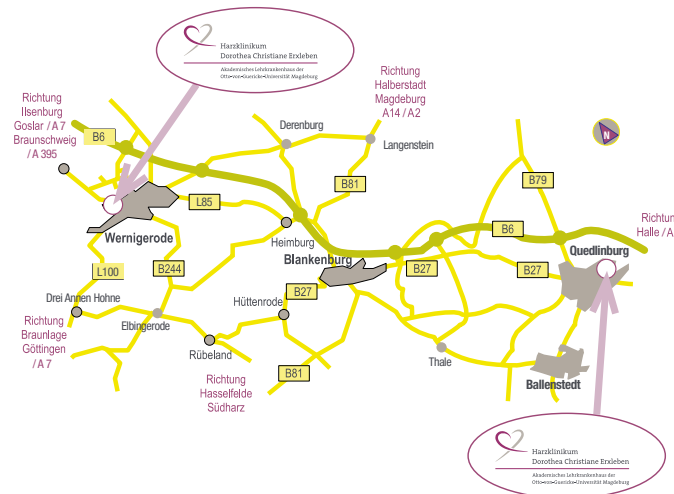 Harzklinikum
Dorothea Christiane Erxleben
Akademisches Lehrkrankenhaus der
Otto-von-Guericke-Universität Magdeburg
Richtung
Halberstadt
Magdeburg
A14 / A2
Richtung
Ilsenburg
Goslar / A 7
Braunschweig
/ A 395
B6
Derenburg
Langenstein
N
B81
B79
L85
Wernigerode
Heimburg
B6
Richtu
Halle / A
Quedlinburg
Blankenburg
L100
B244
B27
B27
B27
Drei Annen Hohne
Hüttenrode
Elbingerode
Richtung
Braunlage
Göttingen
/ A 7
Rübeland
Thale
B81
Richtung
Hasselfelde
Südharz
Ballenstedt
Harzklinikum
Dorothea Christiane Erxleben
Akademisches Lehrkrankenhaus der
Otto-von-Guericke-Universität Magdeburg